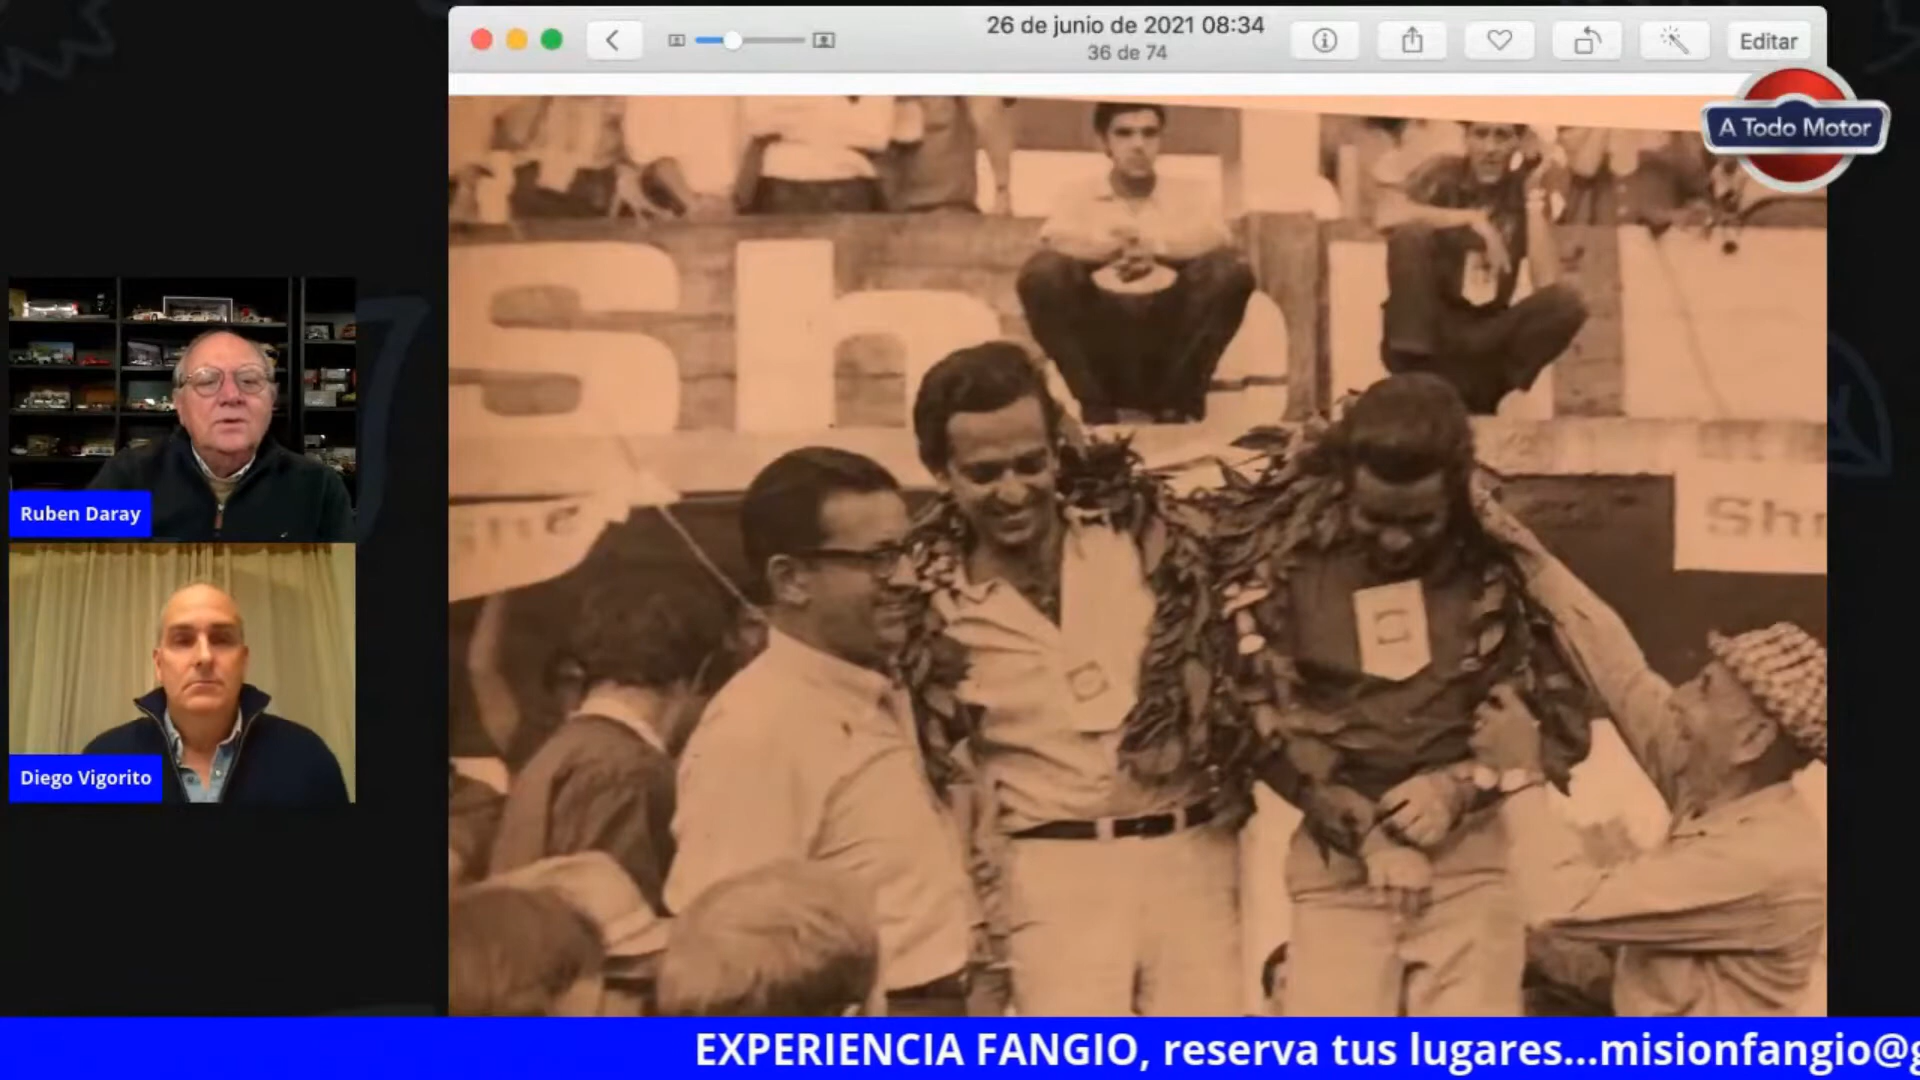 26 de junio de 2021 08:34
36 de 74
Editar
A Todo Motor
Sh l
She
Sh
Ruben Daray
Diego Vigorito
EXPERIENCIA FANGIO, reserva tus lugares...misionfangio@g